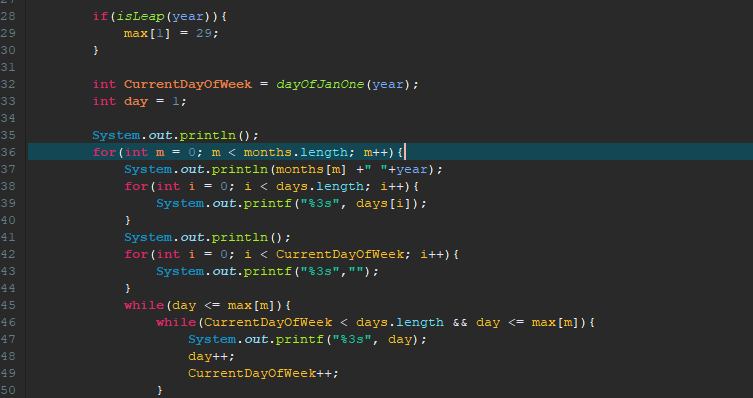 27
28 if(isLeap(year)){
29 max[1] = 29;
30 }
31
32 int CurrentDayOfWeek = dayOfJanOne(year);
33 int day = 1;
34
35 System.out.println();
36 for(int m = 0; m < months.length; m++){
37 System.out.println(months[m] +" "+year);
38 for(int i = 0; i < days.length; i++){
39 System.out.printf("%3s", days[i]);
40 }
41 System.out.println();
42 for(int i = 0; i < CurrentDayOfWeek; i++){
43 System.out.printf("%3s","");
44 }
45 while(day <= max[m]){
46 while(CurrentDayOfWeek < days.length && day <= max[m]){
47 System.out.printf("%3s", day);
48 day++;
49 CurrentDayOfWeek++;
50 }